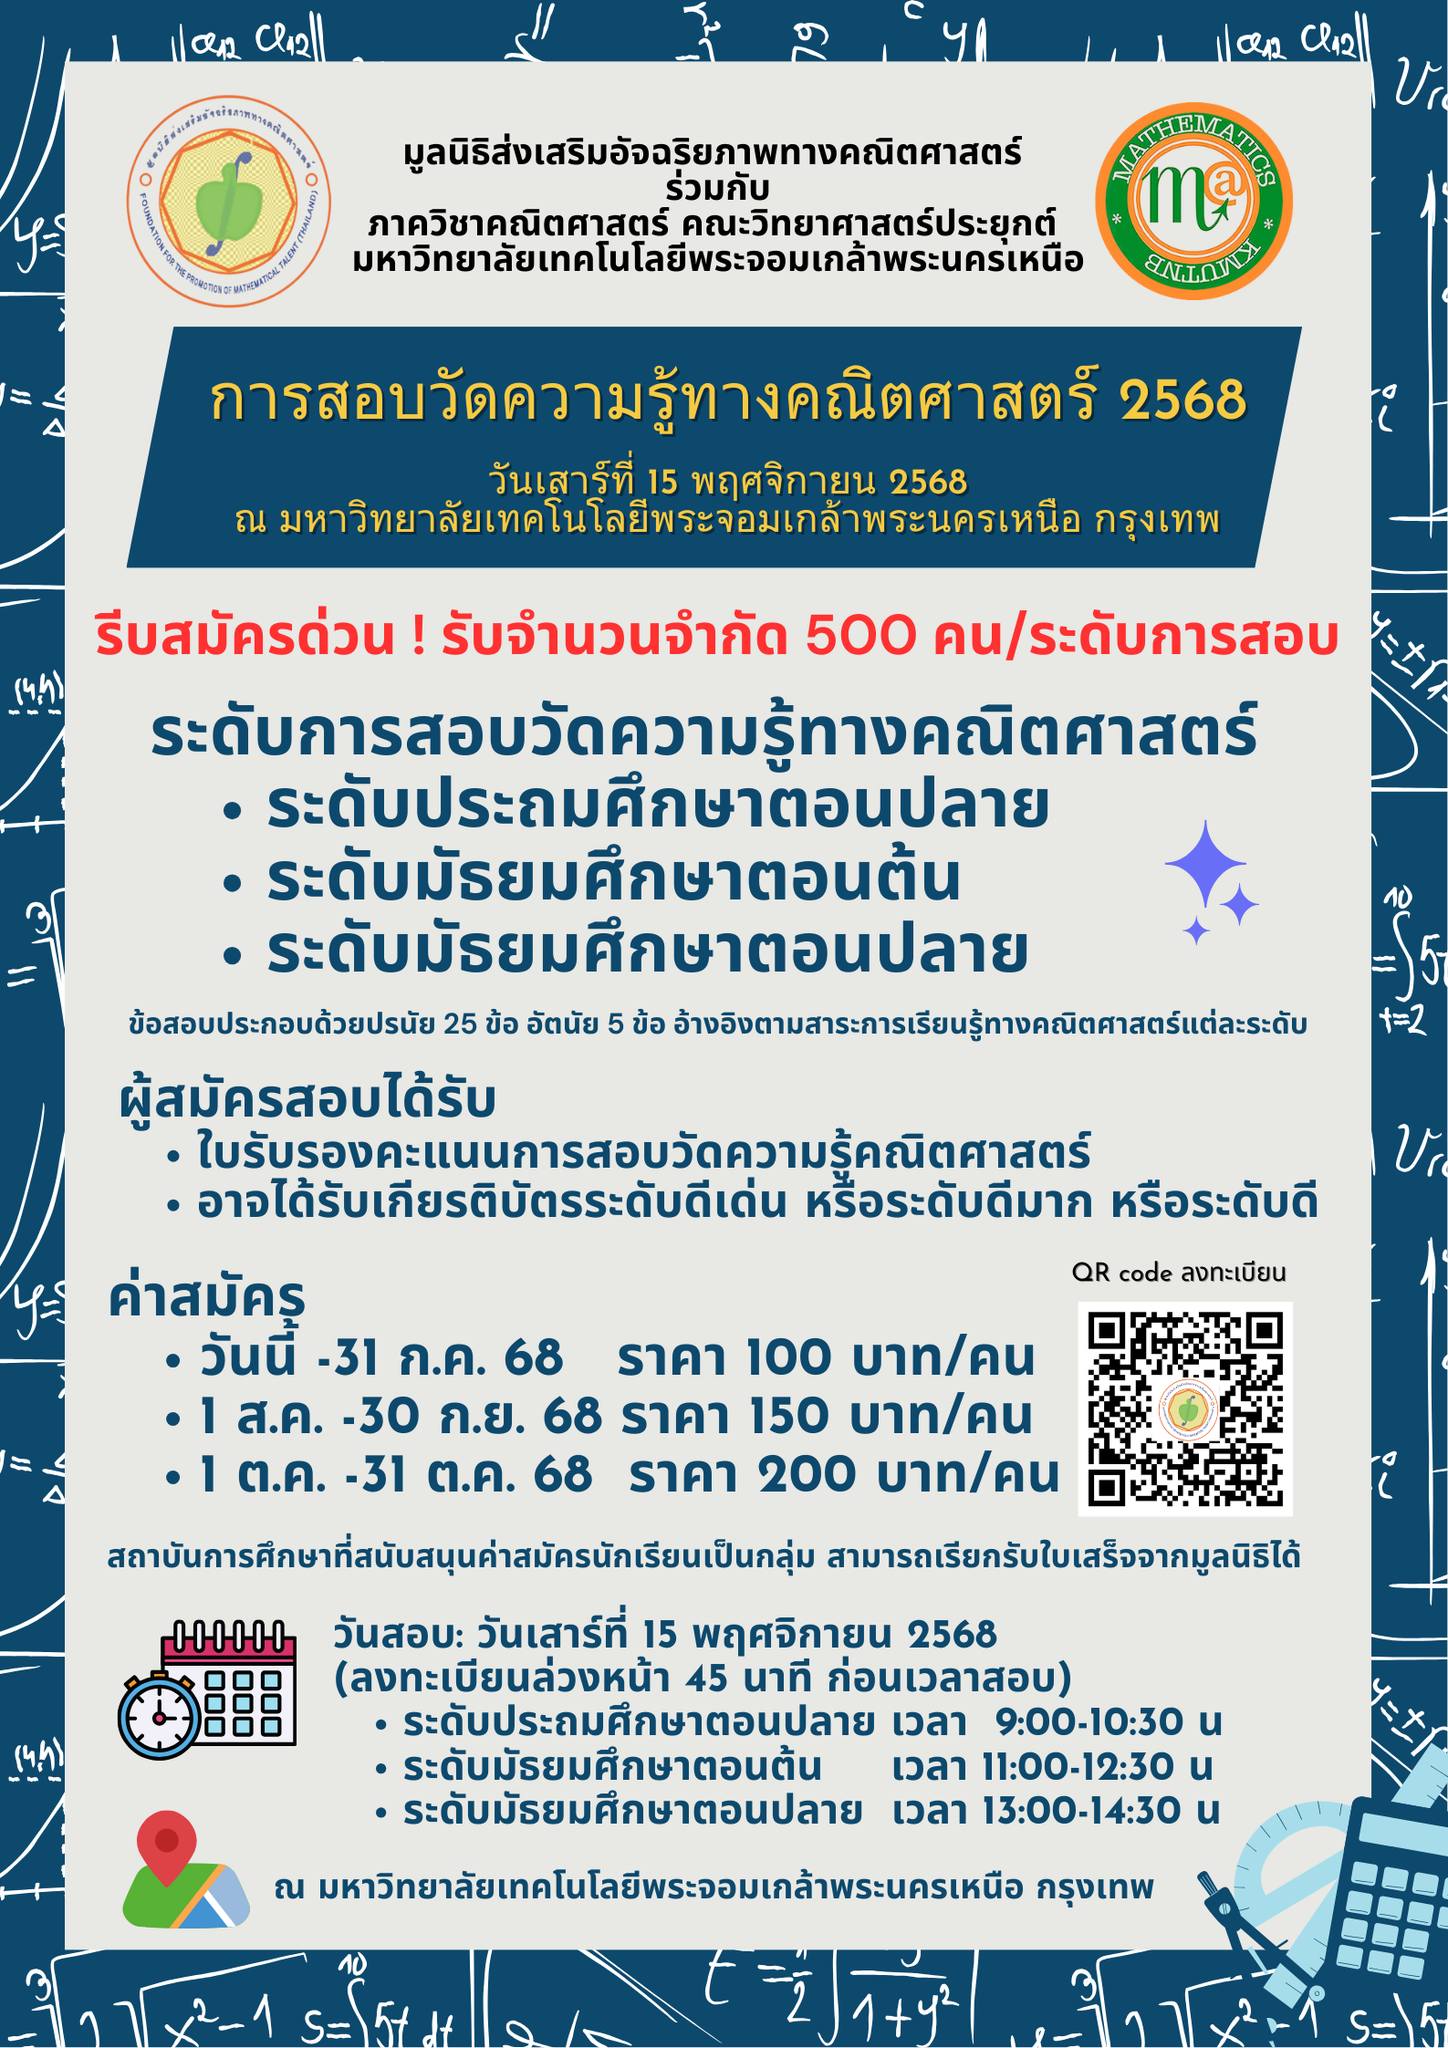 มูลนิธิส่งเสริมอัจฉริยภาพทางคณิตศาสตร์
ร่วมกับ
ภาควิชาคณิตศาสตร์ คณะวิทยาศาสตร์ประยุกต์
มหาวิทยาลัยเทคโนโลยีพระจอมเกล้าพระนครเหนือ
มูลนิธิส่งเสริมอัจฉริยภาพทางคณิตศาสตร์
FOUNDATION FOR THE PROMOTION OF MATHEMATICAL TALENT (THAILAND)
MATHEMATICS
m@
* KMUTNB *
การสอบวัดความรู้ทางคณิตศาสตร์ 2568
วันเสาร์ที่ 15 พฤศจิกายน 2568
ณ มหาวิทยาลัยเทคโนโลยีพระจอมเกล้าพระนครเหนือ กรุงเทพ
รีบสมัครด่วน ! รับจำนวนจำกัด 500 คน/ระดับการสอบ
ระดับการสอบวัดความรู้ทางคณิตศาสตร์
• ระดับประถมศึกษาตอนปลาย
• ระดับมัธยมศึกษาตอนต้น
• ระดับมัธยมศึกษาตอนปลาย
ข้อสอบประกอบด้วยปรนัย 25 ข้อ อัตนัย 5 ข้อ อ้างอิงตามสาระการเรียนรู้ทางคณิตศาสตร์แต่ละระดับ
ผู้สมัครสอบได้รับ
• ใบรับรองคะแนนการสอบวัดความรู้คณิตศาสตร์
• อาจได้รับเกียรติบัตรระดับดีเด่น หรือระดับดีมาก หรือระดับดี
QR code ลงทะเบียน
ค่าสมัคร
• วันนี้ -31 ก.ค. 68 ราคา 100 บาท/คน
• 1 ส.ค. -30 ก.ย. 68 ราคา 150 บาท/คน
• 1 ต.ค. -31 ต.ค. 68 ราคา 200 บาท/คน
สถาบันการศึกษาที่สนับสนุนค่าสมัครนักเรียนเป็นกลุ่ม สามารถเรียกรับใบเสร็จจากมูลนิธิได้
วันสอบ: วันเสาร์ที่ 15 พฤศจิกายน 2568
(ลงทะเบียนล่วงหน้า 45 นาที ก่อนเวลาสอบ)
• ระดับประถมศึกษาตอนปลาย เวลา 9:00-10:30 น
• ระดับมัธยมศึกษาตอนต้น เวลา 11:00-12:30 น
• ระดับมัธยมศึกษาตอนปลาย เวลา 13:00-14:30 น
ณ มหาวิทยาลัยเทคโนโลยีพระจอมเกล้าพระนครเหนือ กรุงเทพ